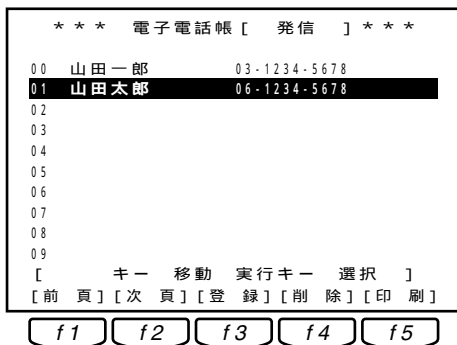 *** 電子電話帳[ 発信 ]***
00 山田一郎 03-1234-5678
01 山田太郎 06-1234-5678
02
03
04
05
06
07
08
09
[ キー 移動 実行キー 選択 ]
[前 頁][次 頁][登 録][削 除][印 刷]
f1 f2 f3 f4 f5